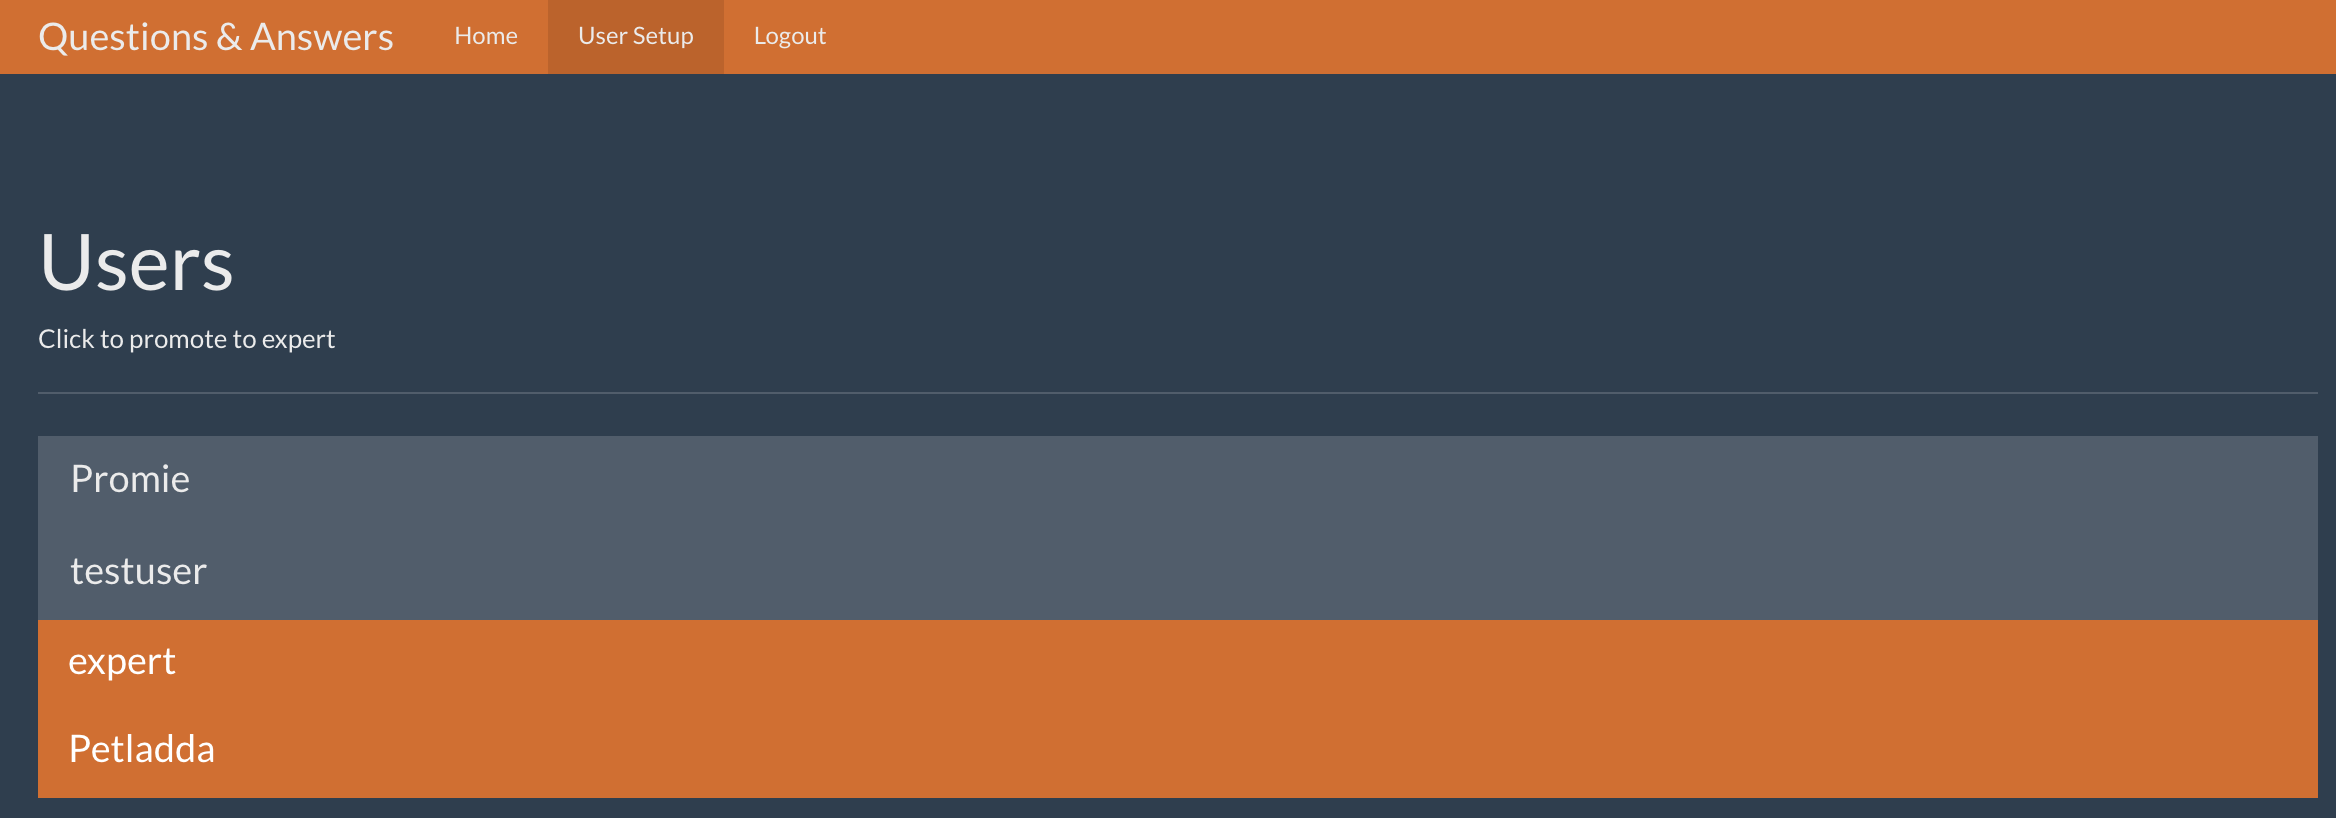 Questions & Answers Home User Setup Logout
Users
Click to promote to expert
Promie
testuser
expert
Petladda